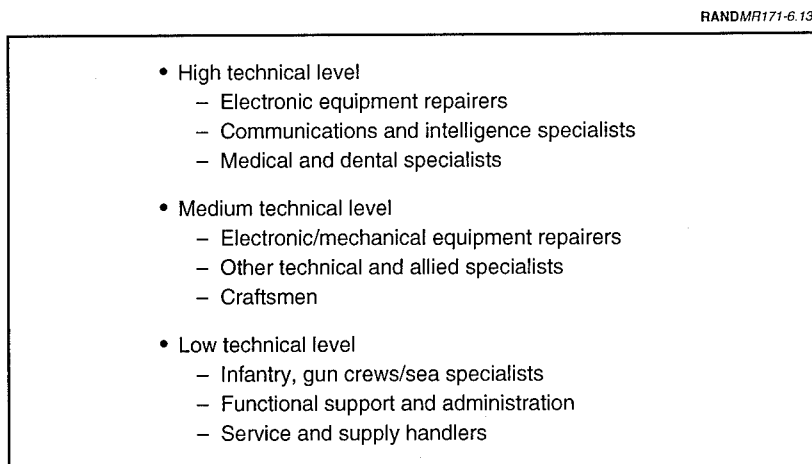 RANDMR171-6.13
• High technical level
– Electronic equipment repairers
– Communications and intelligence specialists
– Medical and dental specialists
• Medium technical level
– Electronic/mechanical equipment repairers
– Other technical and allied specialists
– Craftsmen
• Low technical level
– Infantry, gun crews/sea specialists
– Functional support and administration
– Service and supply handlers